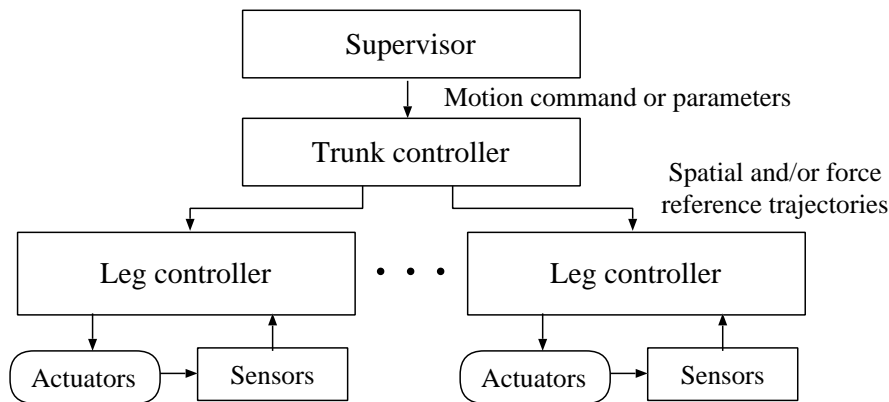 Supervisor
Motion command or parameters
Trunk controller
Spatial and/or force
reference trajectories
Leg controller
Leg controller
Actuators
Sensors
Actuators
Sensors